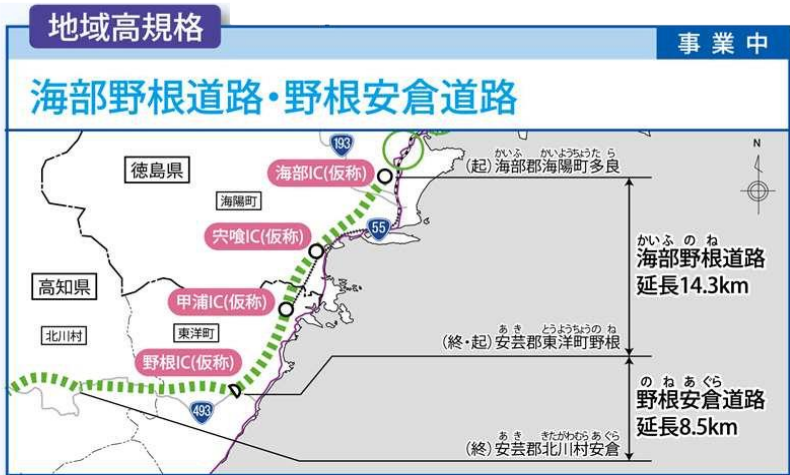 地域高規格
事業中
海部野根道路・野根安倉道路
N
193
徳島県
海部IC(仮称)
かいふ かいようちょうたら
(起)海部郡海陽町多良
海陽町
宍喰IC(仮称)
55
かいふ の ね
海部野根道路
延長14.3km
高知県
甲浦IC(仮称)
北川村
東洋町
あき とうようちょうのね
(終・起)安芸郡東洋町野根
野根IC(仮称)
のねあぐら
野根安倉道路
延長8.5km
493
あき きたがわむらあぐら
(終)安芸郡北川村安倉